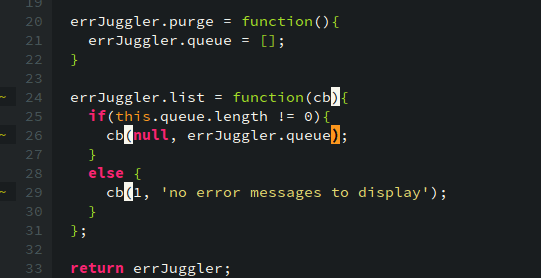 19
20 errJuggler.purge = function(){
21   errJuggler.queue = [];
22 }
23
~ 24 errJuggler.list = function(cb){
25   if(this.queue.length != 0){
~ 26     cb(null, errJuggler.queue);
27   }
28   else {
~ 29     cb(1, 'no error messages to display');
30   }
31 };
32
33 return errJuggler;